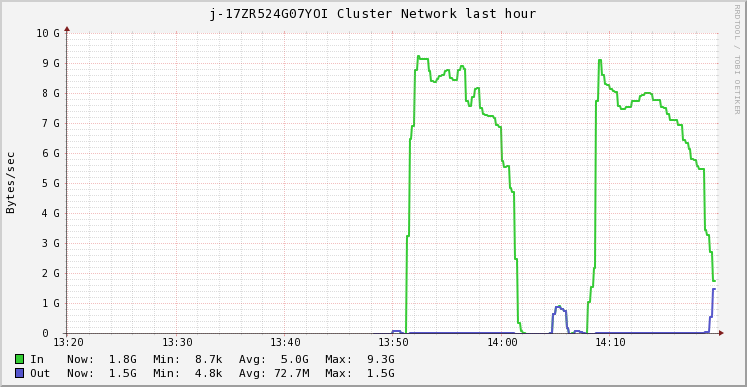 j-17ZR524G07YOI Cluster Network last hour
RRDTOOL / TOBI OETIKER
Bytes/sec
10 G
9 G
8 G
7 G
6 G
5 G
4 G
3 G
2 G
1 G
0
13:20 13:30 13:40 13:50 14:00 14:10
In Now: 1.8G Min: 8.7k Avg: 5.0G Max: 9.3G
Out Now: 1.5G Min: 4.8k Avg: 72.7M Max: 1.5G